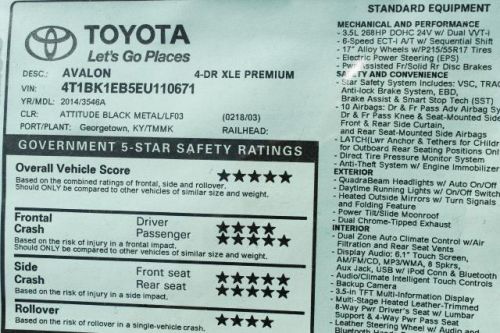 TOYOTA
Let's Go Places
DESC.: AVALON 4-DR XLE PREMIUM
VIN: 4T1BK1EB5EU110671
YR/MDL: 2014/3546A
CLR: ATTITUDE BLACK METAL/LF03 (0218/03)
PORT/PLANT: Georgetown, KY/TMMK RAILHEAD:
GOVERNMENT 5-STAR SAFETY RATINGS
Overall Vehicle Score ★★★★★
Based on the combined ratings of frontal, side and rollover.
Should ONLY be compared to other vehicles of similar size and weight.
Frontal Driver ★★★★
Crash Passenger ★★★★★
Based on risk of injury in a frontal impact.
Should ONLY be compared to other vehicles of similar size and weight.
Side Front seat ★★★★★
Crash Rear seat ★★★★★
Based on the risk of injury in a side impact.
Rollover ★★★★
Based on the risk of rollover in a single-vehicle crash.
STANDARD EQUIPMENT
MECHANICAL AND PERFORMANCE
- 3.5L 268HP DOHC 24V w/ Dual VVT-i
- 6-Speed ECT-i A/T w/ Sequential Shift
- 17" Alloy Wheels w/P215/55R17 Tires
- Electric Power Steering (EPS)
- Pwr-Assisted Fr/Solid Rr Disc Brakes
SAFETY AND CONVENIENCE
- Star Safety System Includes: VSC, TRAC
Anti-lock Brake System, EBD,
Brake Assist & Smart Stop Tech (SST)
- 10 Airbags: Dr & Fr Pass Adv Airbag Sy
Dr & Fr Pass Knee & Seat-Mounted Side
Front & Rear Side Curtain,
and Rear Seat-Mounted Side Airbags
- LATCH(Lwr Anchor & Tethers for Children
for Outboard Rear Seating Positions Only
- Direct Tire Pressure Monitor System
- Anti-Theft System w/ Engine Immobilizer
EXTERIOR
- QuadraBeam Headlights w/ Auto On/Off
- Daytime Running Lights w/ On/Off Switch
- Heated Outside Mirrors w/ Turn Signals
and Folding Feature
- Power Tilt/Slide Moonroof
- Dual Chrome-Tipped Exhaust
INTERIOR
- Dual Zone Auto Climate Control w/Air
Filtration and Rear Seat Vents
- Display Audio: 6.1" Touch Screen,
AM/FM/CD, MP3/WMA, 8 Spkrs,
Aux Jack, USB w/ iPod Conn & Bluetooth
- Audio/Climate Intelligent Touch Controls
- Backup Camera
- 3.5-in TFT Multi-Information Display
- Multi-Stage Heated Leather-Trimmed
8-Way Pwr Driver's Seat w/ Lumbar
Support & 4-Way Pwr Pass Seat
- Leather Steering Wheel w/ Audio and